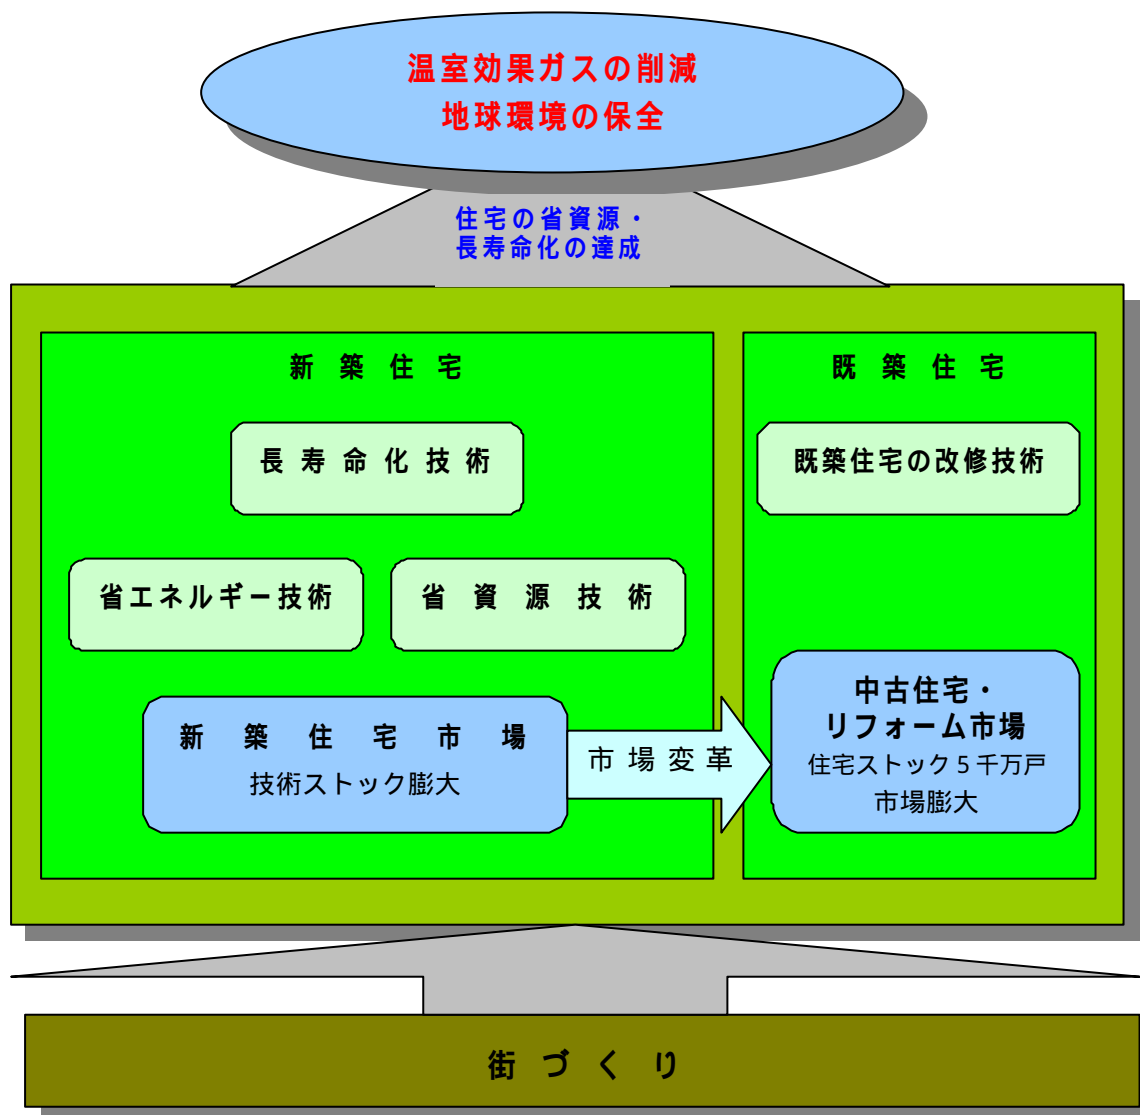 温室効果ガスの削減
地球環境の保全
住宅の省資源・
長寿命化の達成
新築住宅
既築住宅
長寿命化技術
既築住宅の改修技術
省エネルギー技術
省資源技術
新築住宅市場
技術ストック膨大
市場変革
中古住宅・
リフォーム市場
住宅ストック5千万戸
市場膨大
街づくり